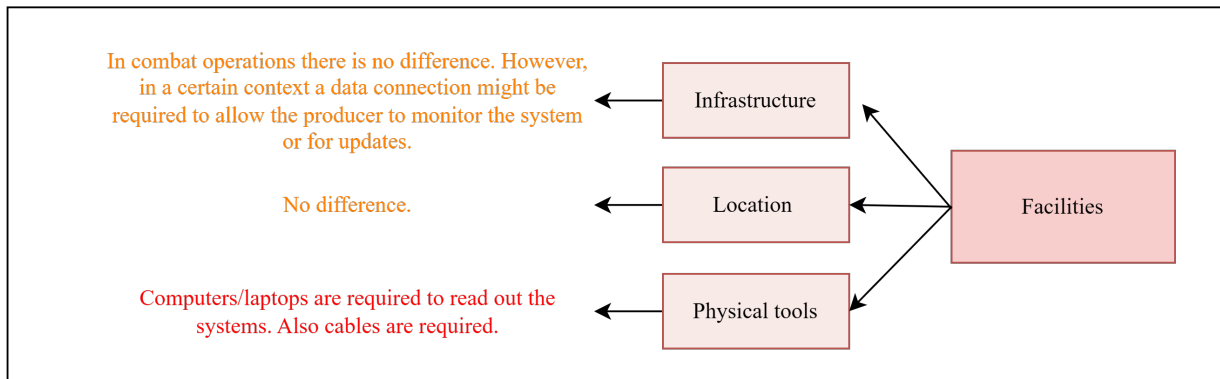 In combat operations there is no difference. However,
in a certain context a data connection might be
required to allow the producer to monitor the system
or for updates.
Infrastructure
No difference.
Location
Facilities
Computers/laptops are required to read out the
systems. Also cables are required.
Physical tools